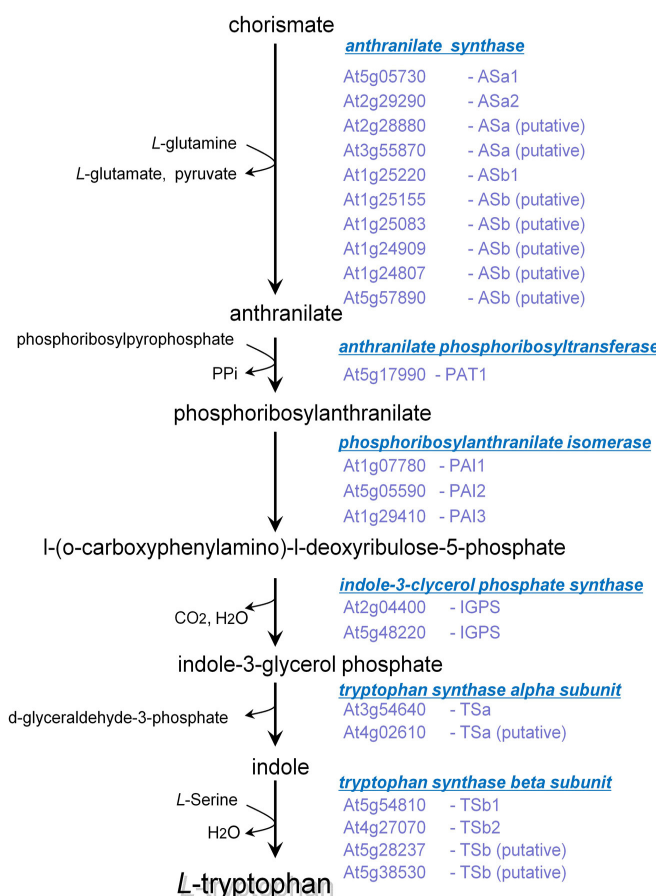 chorismate
anthranilate synthase
At5g05730 - ASa1
At2g29290 - ASa2
At2g28880 - ASa (putative)
At3g55870 - ASa (putative)
At1g25220 - ASb1
At1g25155 - ASb (putative)
At1g25083 - ASb (putative)
At1g24909 - ASb (putative)
At1g24807 - ASb (putative)
At5g57890 - ASb (putative)
L-glutamine
L-glutamate, pyruvate
anthranilate
phosphoribosylpyrophosphate
PPi
anthranilate phosphoribosyltransferase
At5g17990 - PAT1
phosphoribosylanthranilate
phosphoribosylanthranilate isomerase
At1g07780 - PAI1
At5g05590 - PAI2
At1g29410 - PAI3
l-(o-carboxyphenylamino)-l-deoxyribulose-5-phosphate
indole-3-clycerol phosphate synthase
At2g04400 - IGPS
At5g48220 - IGPS
CO2, H2O
indole-3-glycerol phosphate
tryptophan synthase alpha subunit
At3g54640 - TSa
At4g02610 - TSa (putative)
d-glyceraldehyde-3-phosphate
indole
tryptophan synthase beta subunit
At5g54810 - TSb1
At4g27070 - TSb2
At5g28237 - TSb (putative)
At5g38530 - TSb (putative)
L-Serine
H2O
L-tryptophan